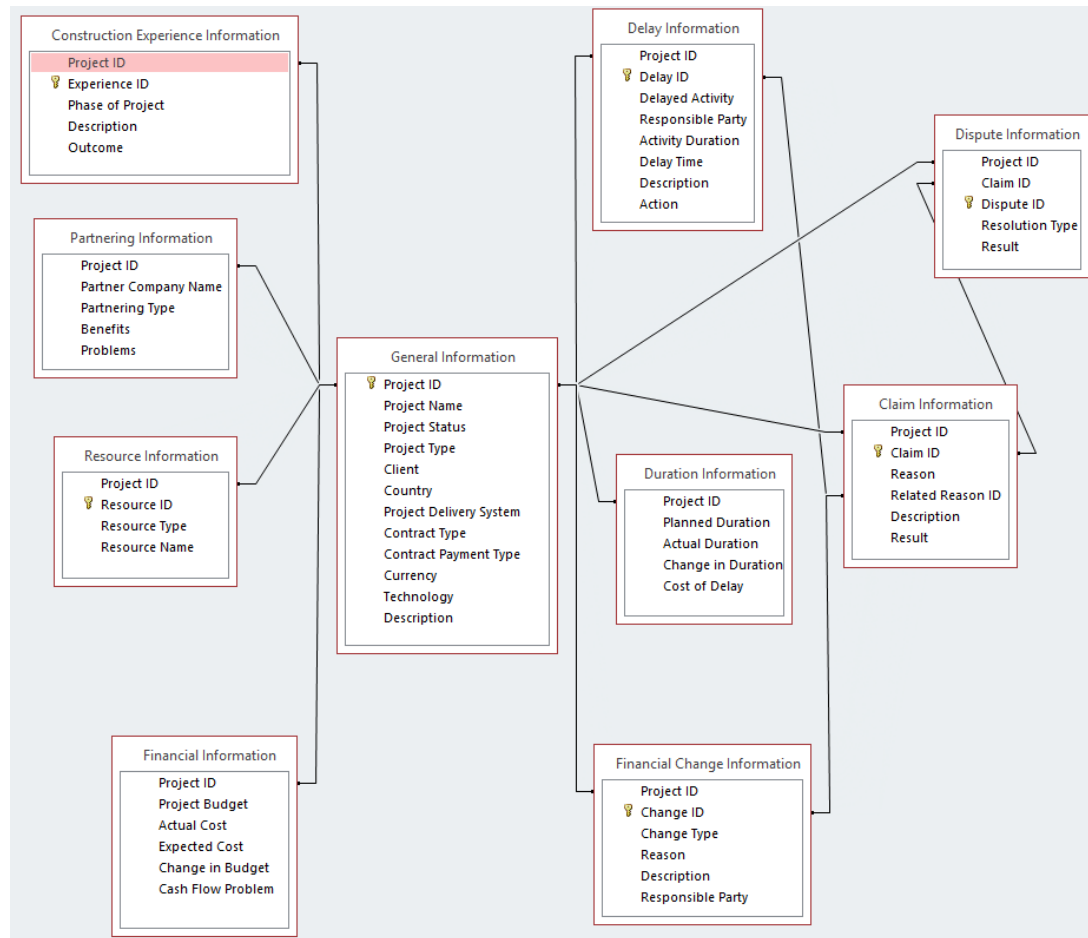 Construction Experience Information
Project ID
Experience ID
Phase of Project
Description
Outcome
Partnering Information
Project ID
Partner Company Name
Partnering Type
Benefits
Problems
Resource Information
Project ID
Resource ID
Resource Type
Resource Name
Financial Information
Project ID
Project Budget
Actual Cost
Expected Cost
Change in Budget
Cash Flow Problem
General Information
Project ID
Project Name
Project Status
Project Type
Client
Country
Project Delivery System
Contract Type
Contract Payment Type
Currency
Technology
Description
Delay Information
Project ID
Delay ID
Delayed Activity
Responsible Party
Activity Duration
Delay Time
Description
Action
Duration Information
Project ID
Planned Duration
Actual Duration
Change in Duration
Cost of Delay
Financial Change Information
Project ID
Change ID
Change Type
Reason
Description
Responsible Party
Dispute Information
Project ID
Claim ID
Dispute ID
Resolution Type
Result
Claim Information
Project ID
Claim ID
Reason
Related Reason ID
Description
Result